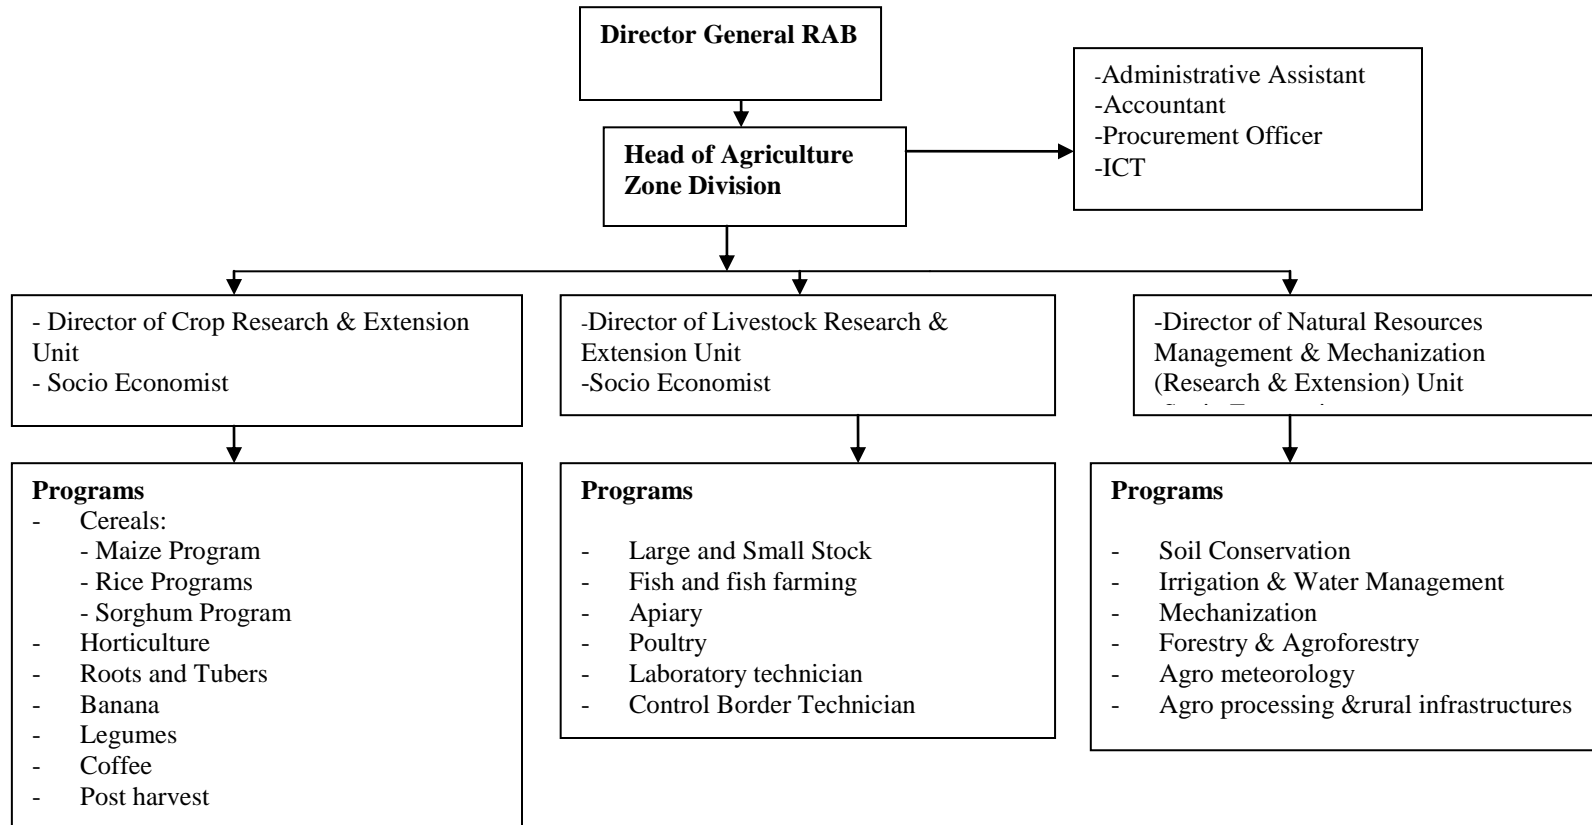 Director General RAB
-Administrative Assistant
-Accountant
-Procurement Officer
-ICT
Head of Agriculture
Zone Division
- Director of Crop Research & Extension
Unit
- Socio Economist
-Director of Livestock Research &
Extension Unit
-Socio Economist
-Director of Natural Resources
Management & Mechanization
(Research & Extension) Unit
Programs
- Cereals:
- Maize Program
- Rice Programs
- Sorghum Program
- Horticulture
- Roots and Tubers
- Banana
- Legumes
- Coffee
- Post harvest
Programs
- Large and Small Stock
- Fish and fish farming
- Apiary
- Poultry
- Laboratory technician
- Control Border Technician
Programs
- Soil Conservation
- Irrigation & Water Management
- Mechanization
- Forestry & Agroforestry
- Agro meteorology
- Agro processing &rural infrastructures